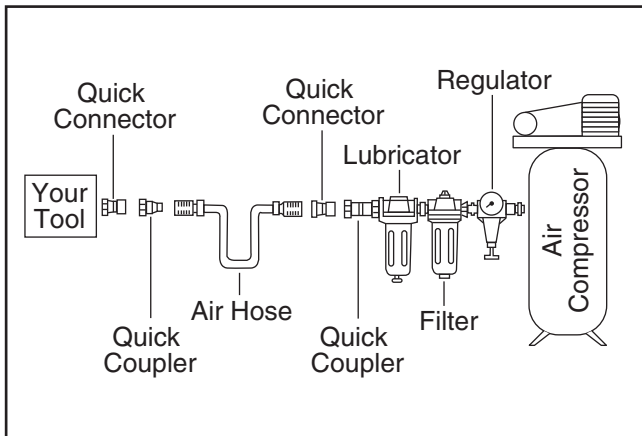 Quick
Connector
Quick
Connector
Regulator
Lubricator
Your
Tool
Air
Compressor
Air Hose
Filter
Quick
Coupler
Quick
Coupler